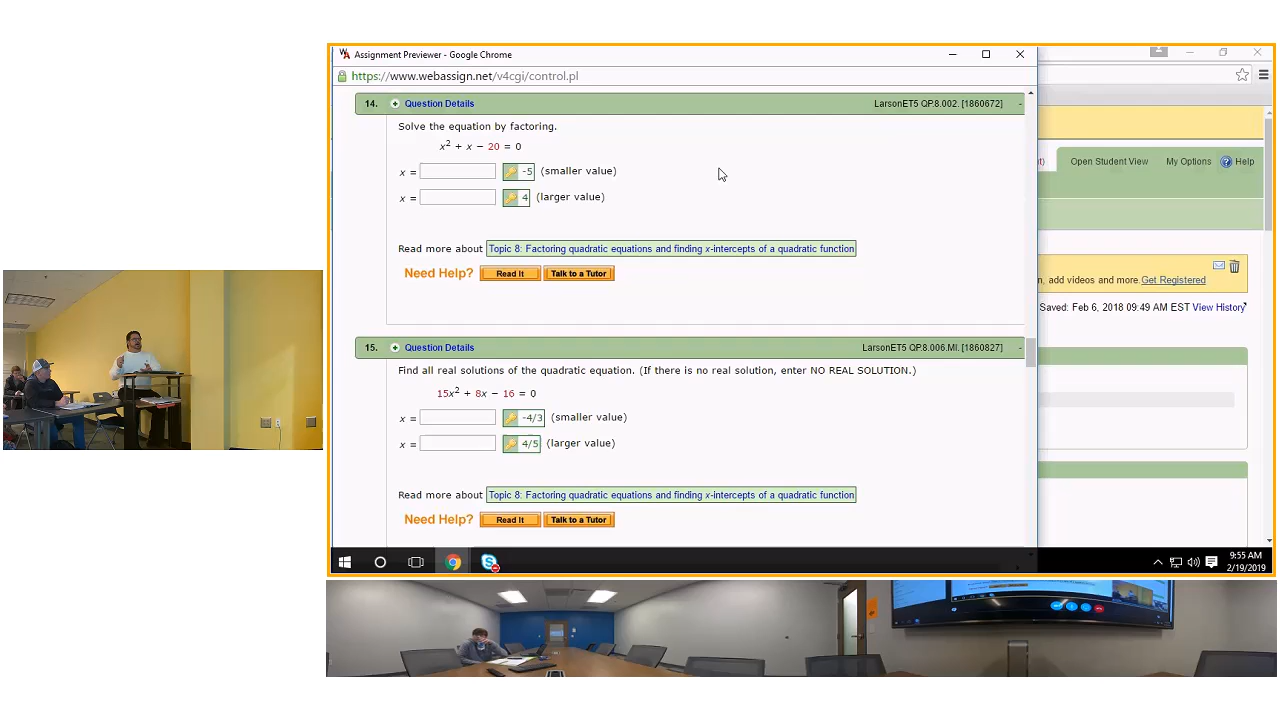 Assignment Previewer - Google Chrome
https://www.webassign.net/v4cgi/control.pl
14. Question Details LarsonET5 QP.8.002. [1860672] -
Solve the equation by factoring.
x² + x − 20 = 0
x = -5 (smaller value)
x = 4 (larger value)
Read more about Topic 8: Factoring quadratic equations and finding x-intercepts of a quadratic function
Need Help? Read It Talk to a Tutor
15. Question Details LarsonET5 QP.8.006.MI. [1860827] -
Find all real solutions of the quadratic equation. (If there is no real solution, enter NO REAL SOLUTION.)
15x² + 8x − 16 = 0
x = -4/3 (smaller value)
x = 4/5 (larger value)
Read more about Topic 8: Factoring quadratic equations and finding x-intercepts of a quadratic function
Need Help? Read It Talk to a Tutor
Open Student View My Options Help
n, add videos and more. Get Registered
Saved: Feb 6, 2018 09:49 AM EST View History
9:55 AM
2/19/2019